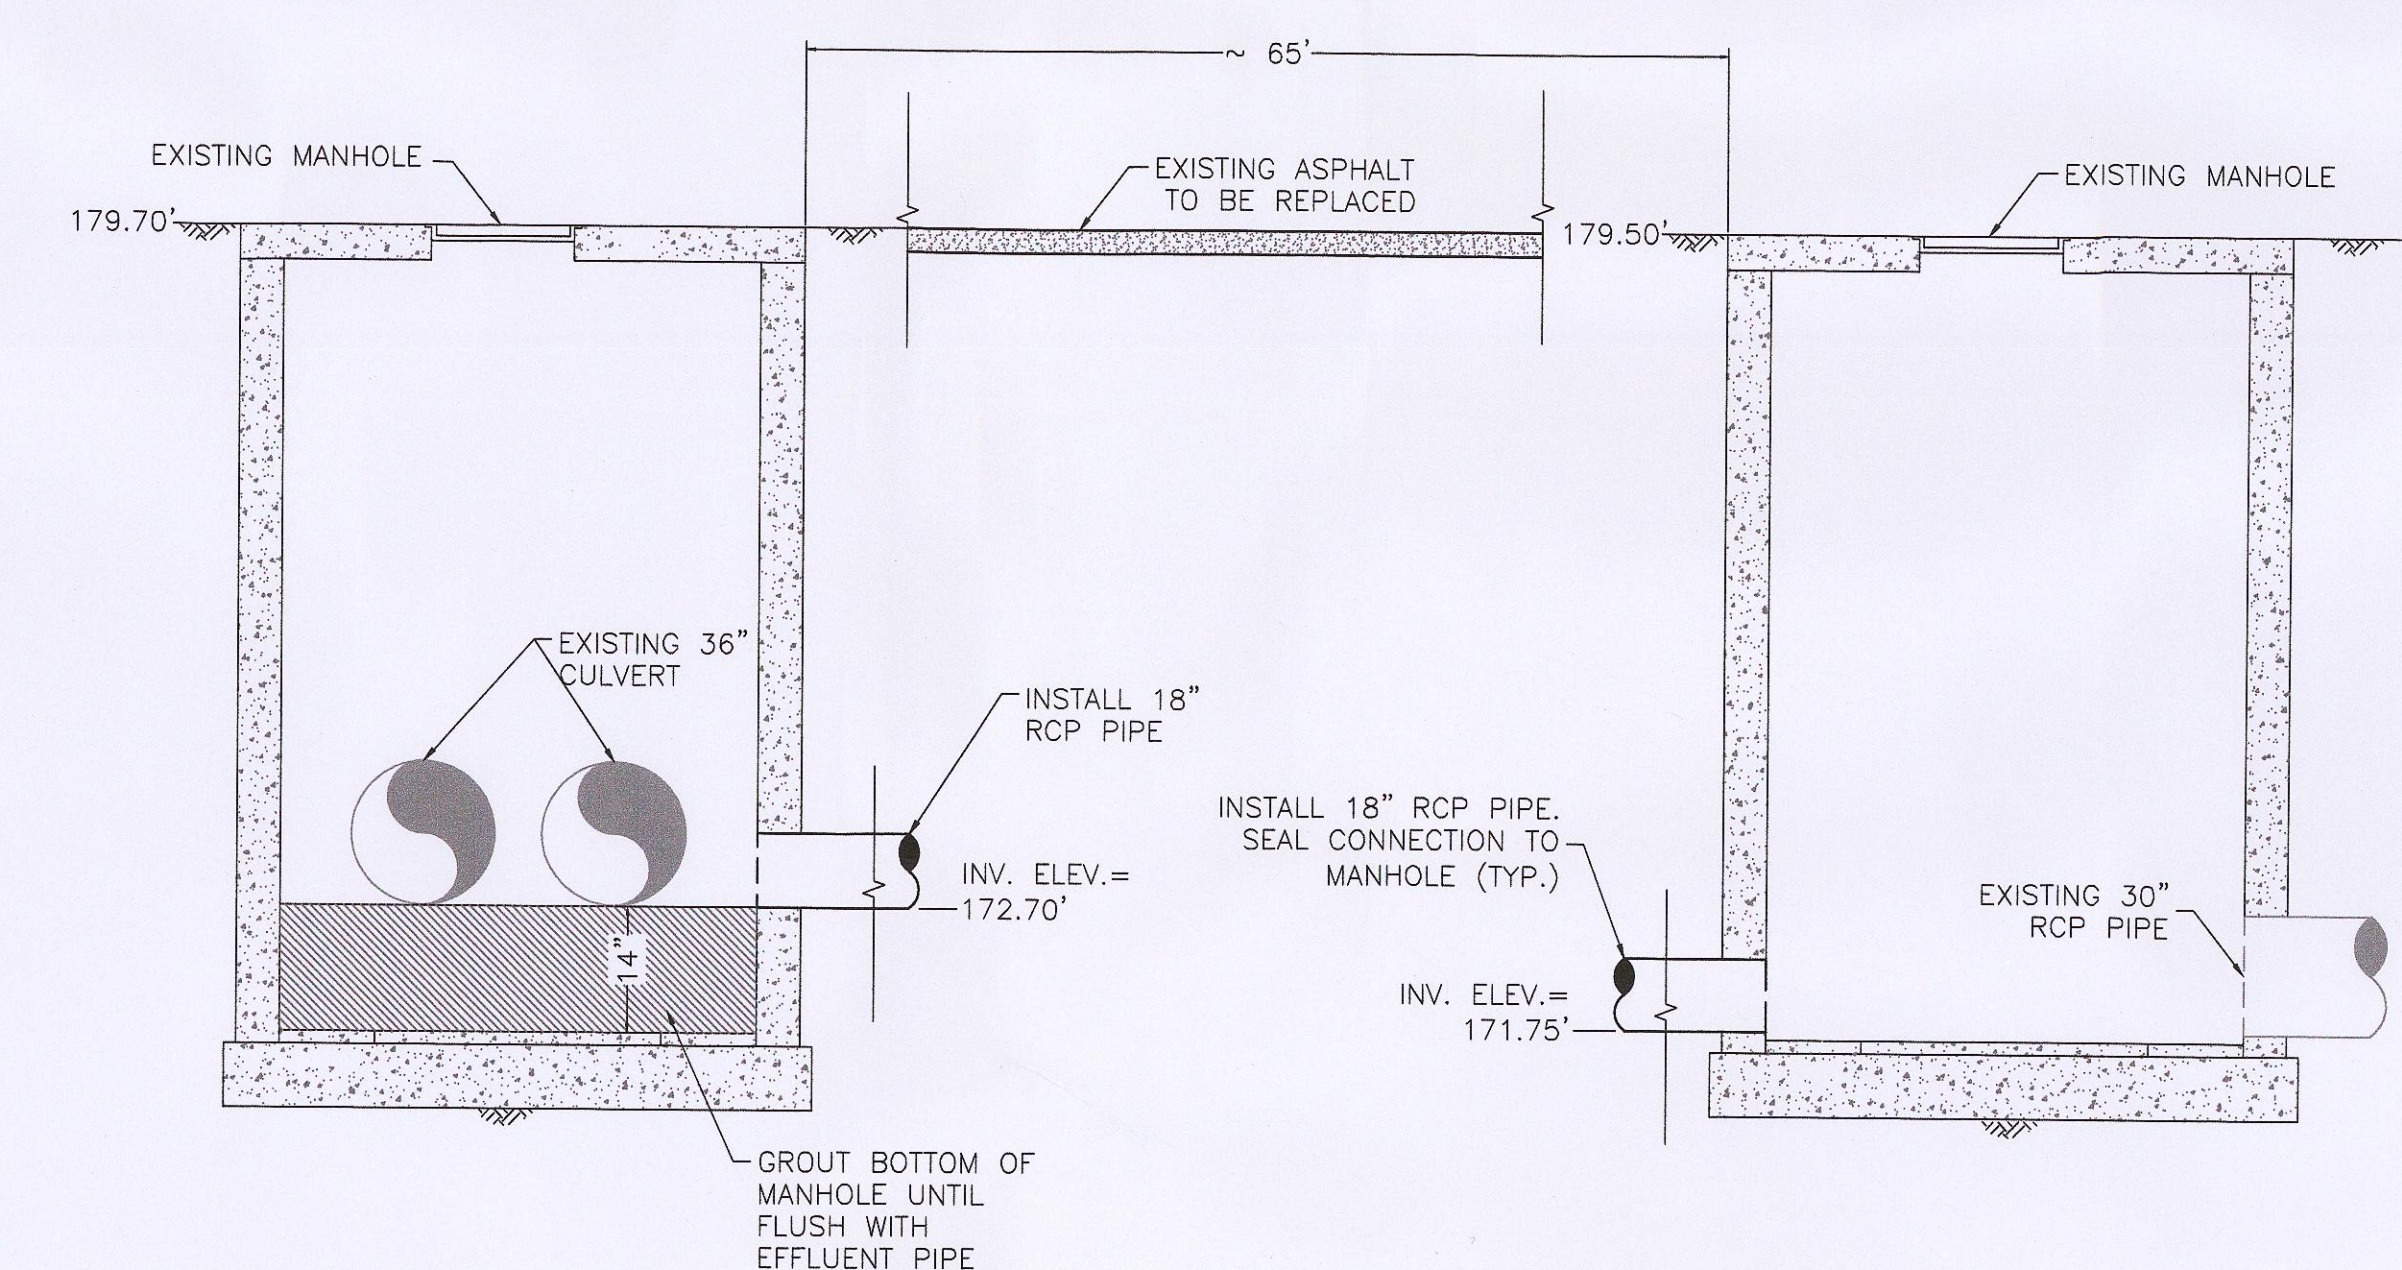 ~ 65'
EXISTING MANHOLE
EXISTING ASPHALT
TO BE REPLACED
EXISTING MANHOLE
179.70'
179.50'
EXISTING 36"
CULVERT
INSTALL 18"
RCP PIPE
INV. ELEV.=
172.70'
INSTALL 18" RCP PIPE.
SEAL CONNECTION TO
MANHOLE (TYP.)
EXISTING 30"
RCP PIPE
14"
INV. ELEV.=
171.75'
GROUT BOTTOM OF
MANHOLE UNTIL
FLUSH WITH
EFFLUENT PIPE